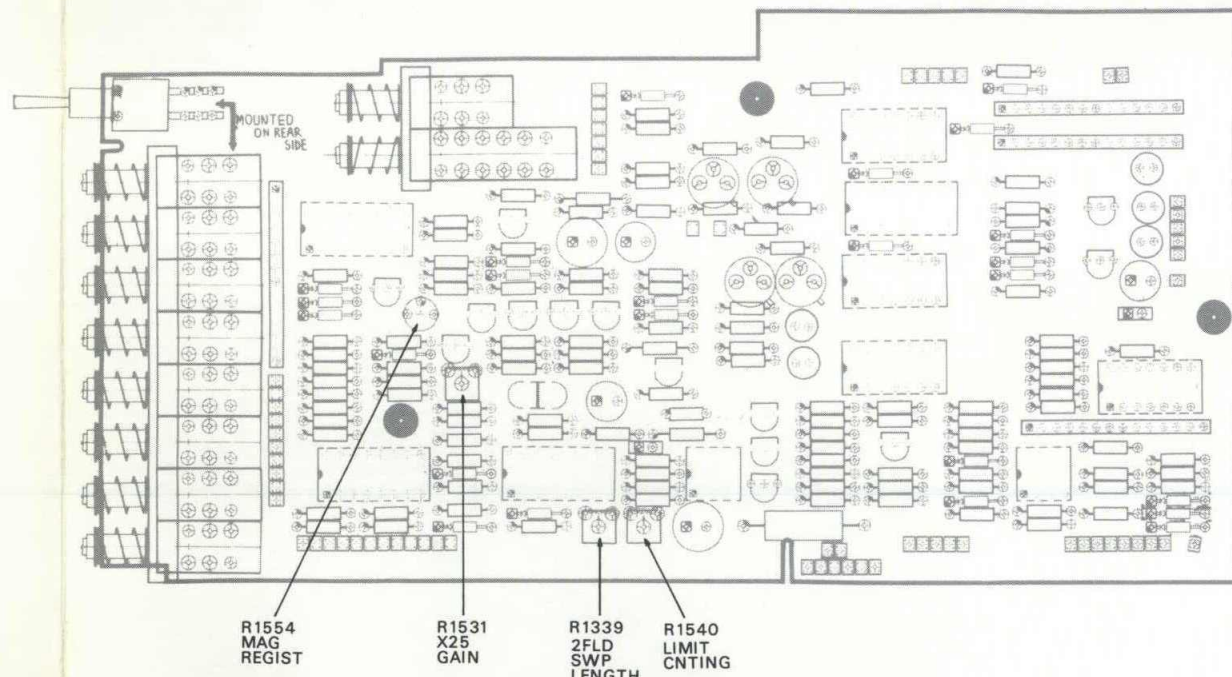 MOUNTED
ON REAR
SIDE
R1554
MAG
REGIST
R1531
X25
GAIN
R1339
2FLD
SWP
LENGTH
R1540
LIMIT
CNTING